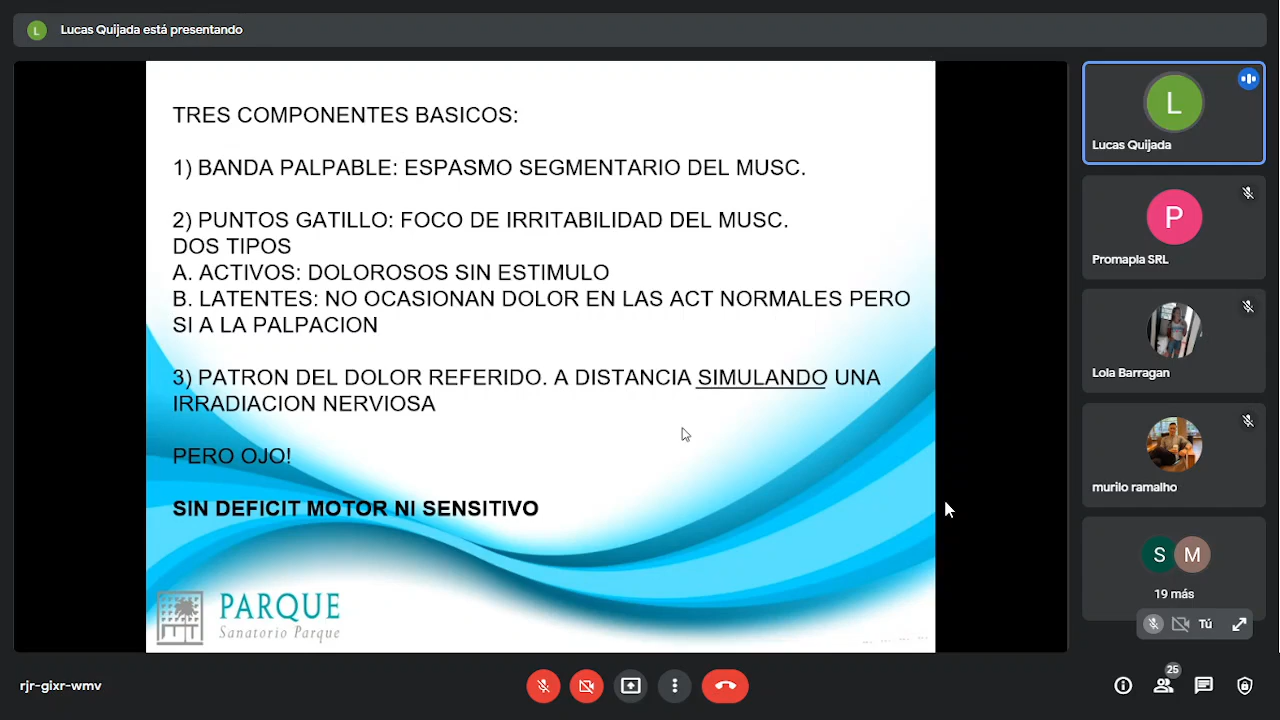 L
Lucas Quijada está presentando
TRES COMPONENTES BASICOS:
1) BANDA PALPABLE: ESPASMO SEGMENTARIO DEL MUSC.
2) PUNTOS GATILLO: FOCO DE IRRITABILIDAD DEL MUSC.
DOS TIPOS
A. ACTIVOS: DOLOROSOS SIN ESTIMULO
B. LATENTES: NO OCASIONAN DOLOR EN LAS ACT NORMALES PERO
SI A LA PALPACION
3) PATRON DEL DOLOR REFERIDO. A DISTANCIA SIMULANDO UNA
IRRADIACION NERVIOSA
PERO OJO!
SIN DEFICIT MOTOR NI SENSITIVO
PARQUE
Sanatorio Parque
L
Lucas Quijada
P
Promapla SRL
Lola Barragan
murilo ramalho
S M
19 más
Tú
rjr-gixr-wmv
25